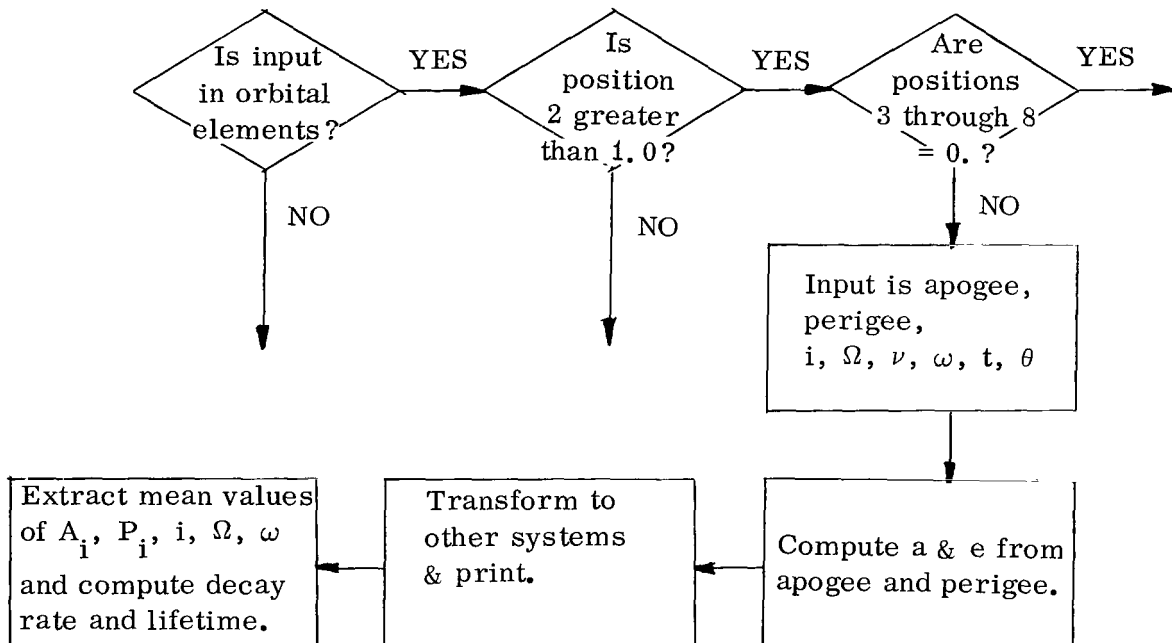 Is input
in orbital
elements?
YES
NO
Is
position
2 greater
than 1.0?
YES
NO
Are
positions
3 through 8
= 0.?
YES
NO
Input is apogee,
perigee,
i, Ω, ν, ω, t, θ
Compute a & e from
apogee and perigee.
Transform to
other systems
& print.
Extract mean values
of A_i, P_i, i, Ω, ω
and compute decay
rate and lifetime.